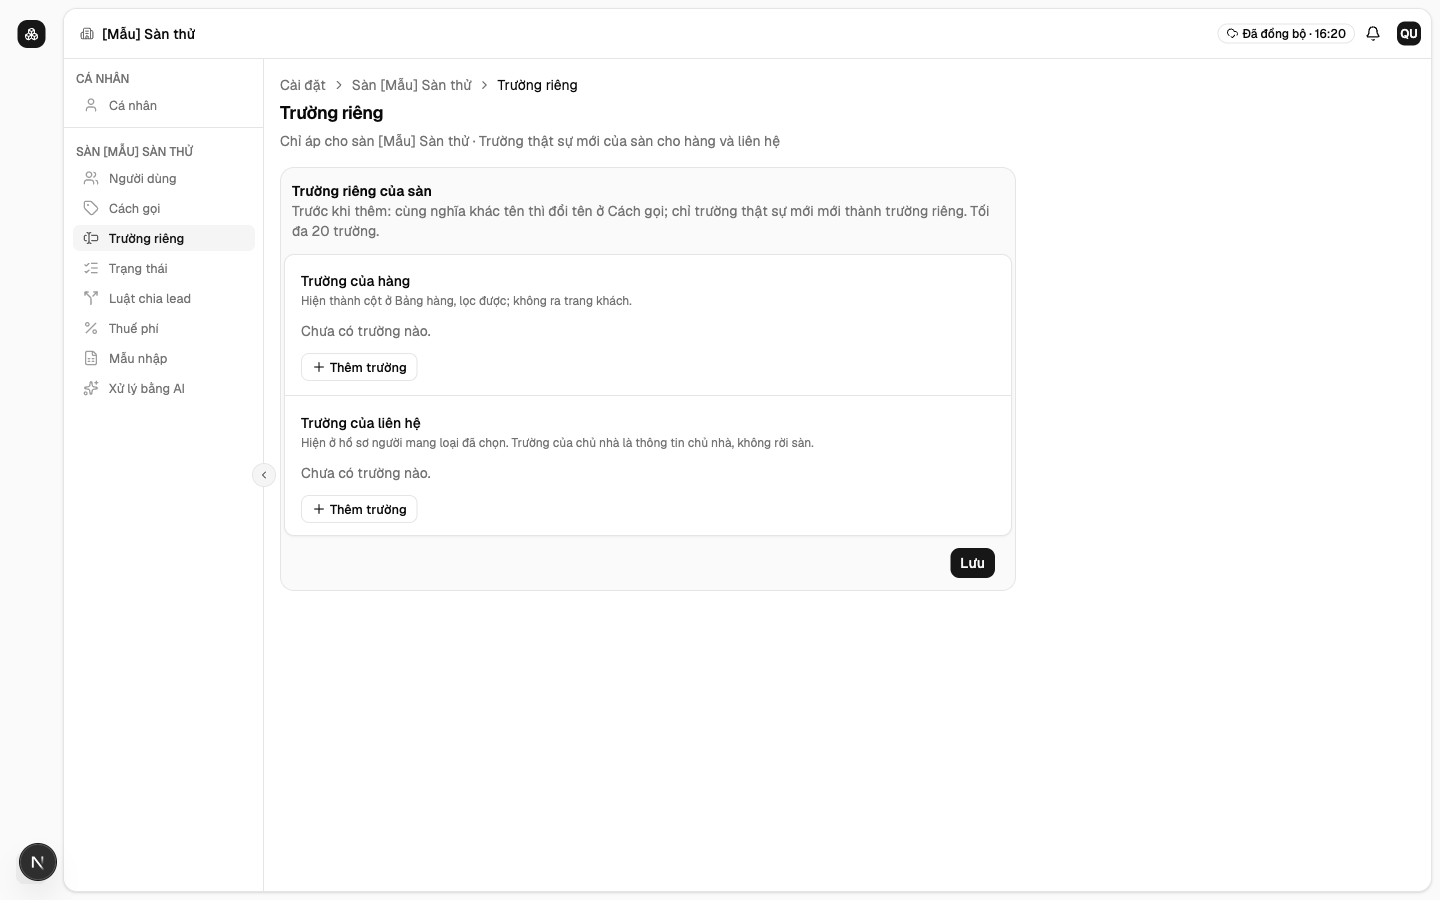 [Mẫu] Sàn thử
Đã đồng bộ · 16:20
QU
CÁ NHÂN
Cá nhân
SÀN [MẪU] SÀN THỬ
Người dùng
Cách gọi
Trường riêng
Trạng thái
Luật chia lead
Thuế phí
Mẫu nhập
Xử lý bằng AI
Cài đặt > Sàn [Mẫu] Sàn thử > Trường riêng
Trường riêng
Chỉ áp cho sàn [Mẫu] Sàn thử · Trường thật sự mới của sàn cho hàng và liên hệ
Trường riêng của sàn
Trước khi thêm: cùng nghĩa khác tên thì đổi tên ở Cách gọi; chỉ trường thật sự mới mới thành trường riêng. Tối
đa 20 trường.
Trường của hàng
Hiện thành cột ở Bảng hàng, lọc được; không ra trang khách.
Chưa có trường nào.
+ Thêm trường
Trường của liên hệ
Hiện ở hồ sơ người mang loại đã chọn. Trường của chủ nhà là thông tin chủ nhà, không rời sàn.
Chưa có trường nào.
+ Thêm trường
Lưu
N